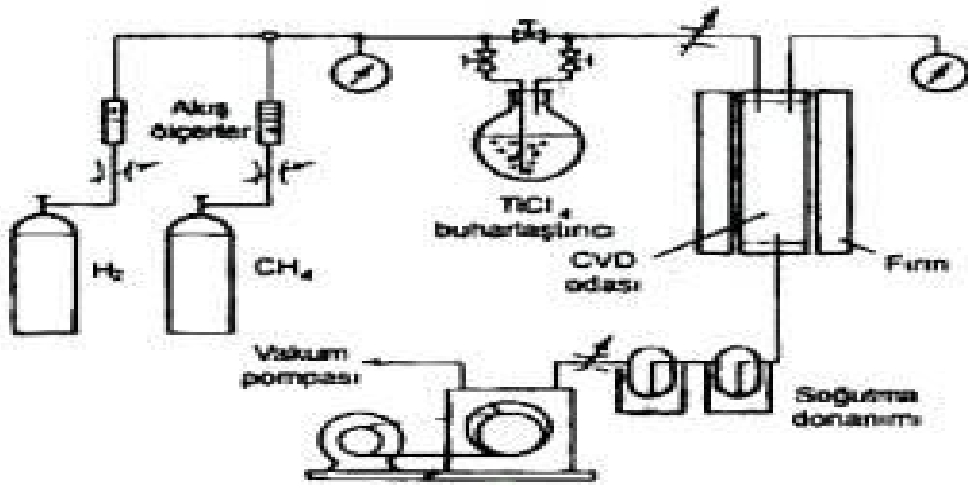 Akış
ölçerler
TiCl4
buharlaştırıcı
H2
CH4
CVD
odası
Fırın
Vakum
pompası
Soğutma
donanımı